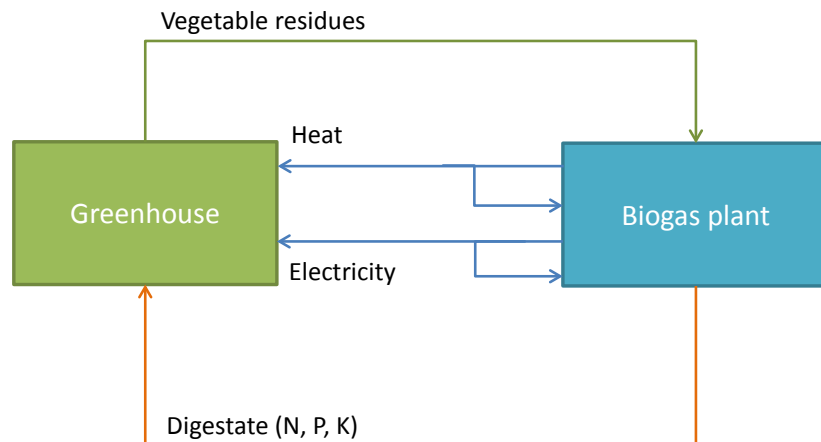 Vegetable residues
Heat
Greenhouse
Biogas plant
Electricity
Digestate (N, P, K)